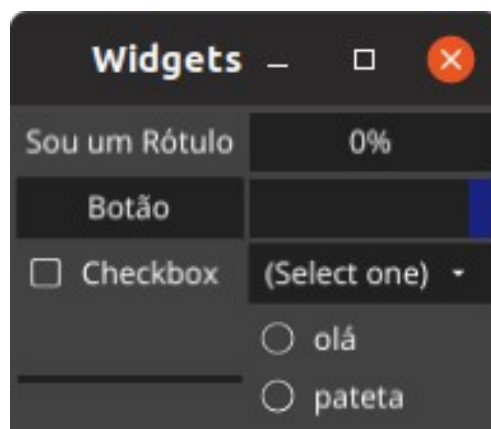 Widgets
Sou um Rótulo 0%
Botão
Checkbox (Select one)
olá
pateta